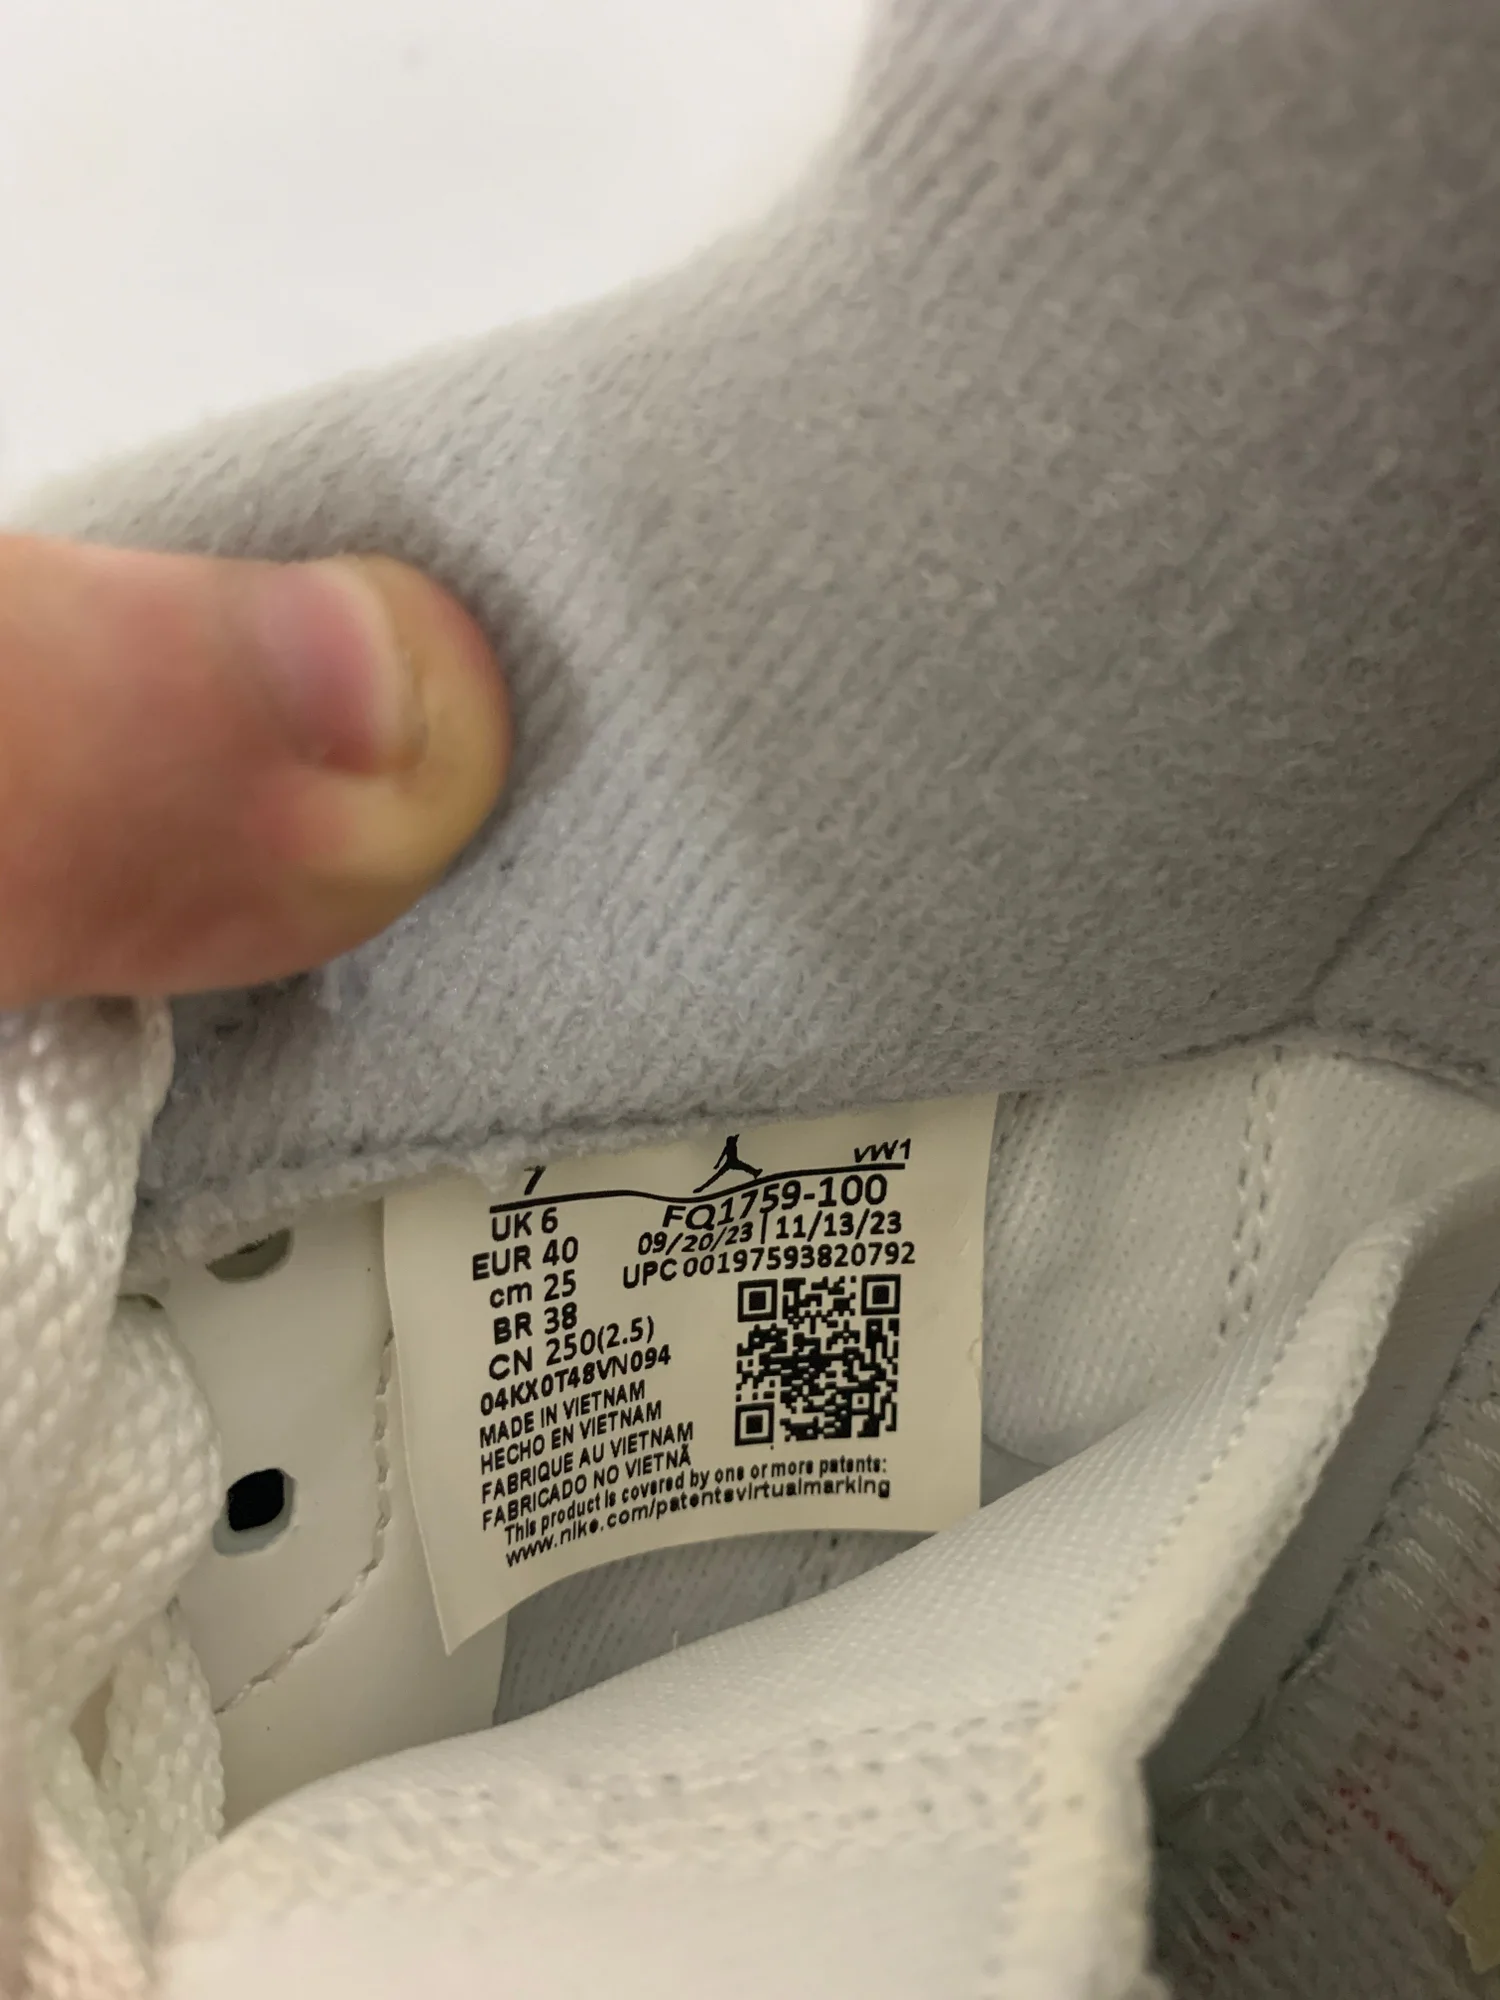 7
VW1
UK 6
FQ1759-100
EUR 40
09/20/23 | 11/13/23
cm 25
UPC 00197593820792
BR 38
CN 250(2.5)
04KX0T48VN094
MADE IN VIETNAM
HECHO EN VIETNAM
FABRIQUE AU VIETNAM
FABRICADO NO VIETNÃ
This product is covered by one or more patents:
www.nike.com/patentsvirtualmarking